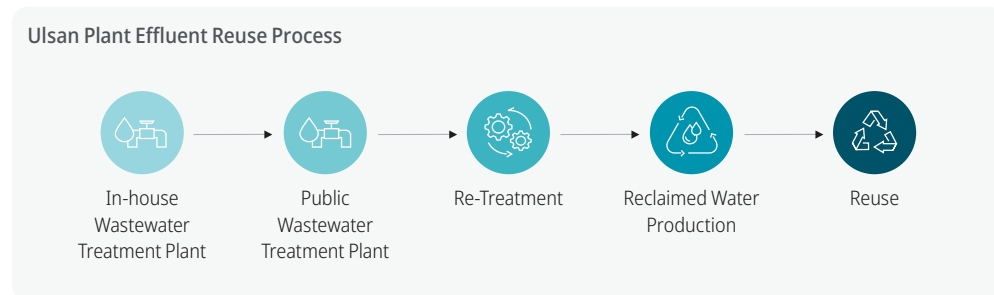 Ulsan Plant Effluent Reuse Process
In-house
Wastewater
Treatment Plant
Public
Wastewater
Treatment Plant
Re-Treatment
Reclaimed Water
Production
Reuse